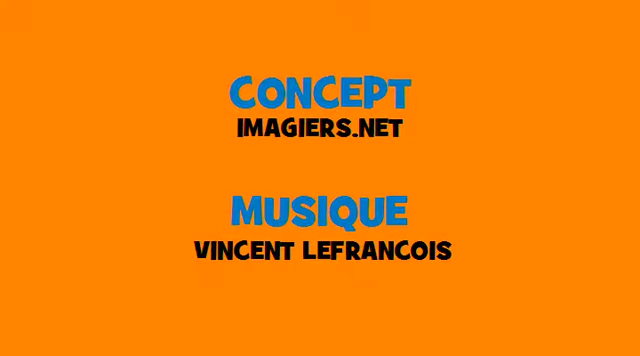 CONCEPT
IMAGIERS.NET
MUSIQUE
VINCENT LEFRANCOIS